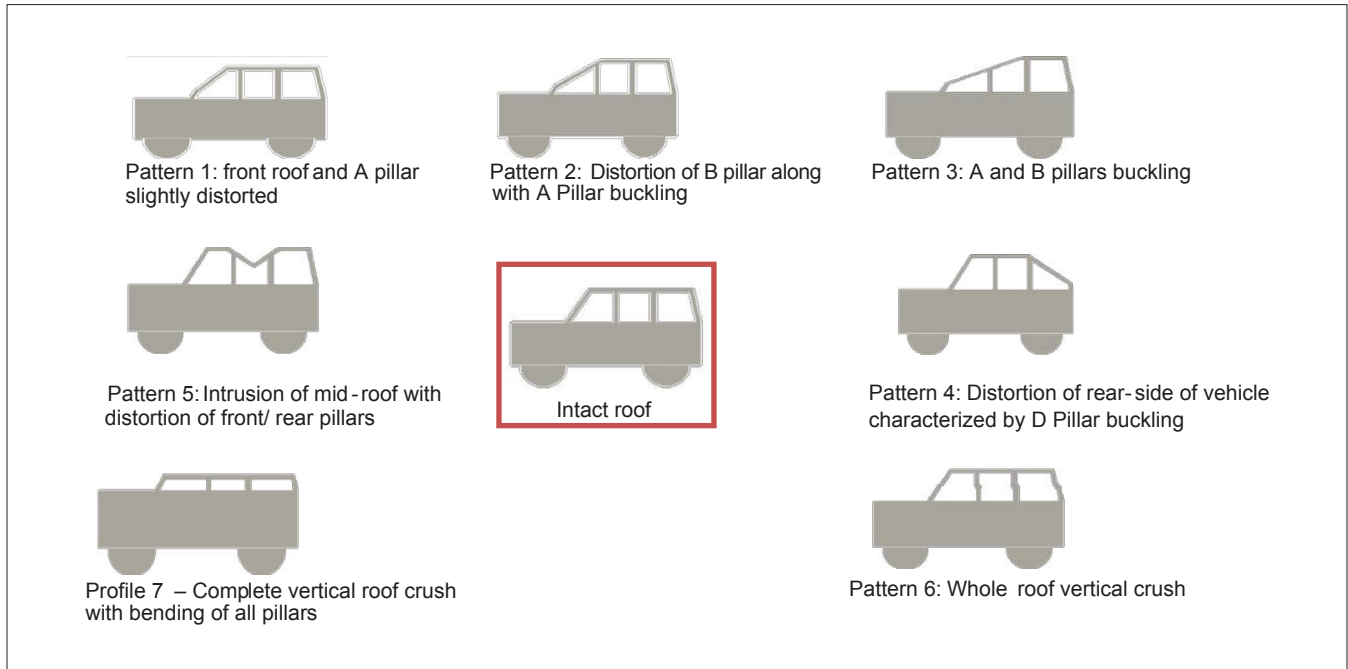 Pattern 1: front roof and A pillar
slightly distorted
Pattern 2: Distortion of B pillar along
with A Pillar buckling
Pattern 3: A and B pillars buckling
Pattern 5: Intrusion of mid-roof with
distortion of front/ rear pillars
Intact roof
Pattern 4: Distortion of rear-side of vehicle
characterized by D Pillar buckling
Profile 7 – Complete vertical roof crush
with bending of all pillars
Pattern 6: Whole roof vertical crush